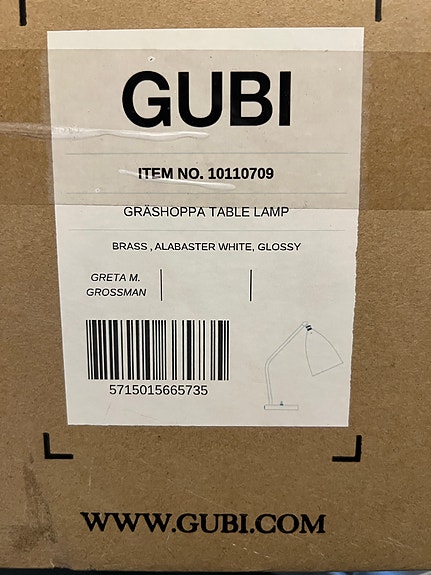 GUBI
ITEM NO. 10110709
GRÄSHOPPA TABLE LAMP
BRASS , ALABASTER WHITE, GLOSSY
GRETA M.
GROSSMAN
5715015665735
WWW.GUBI.COM